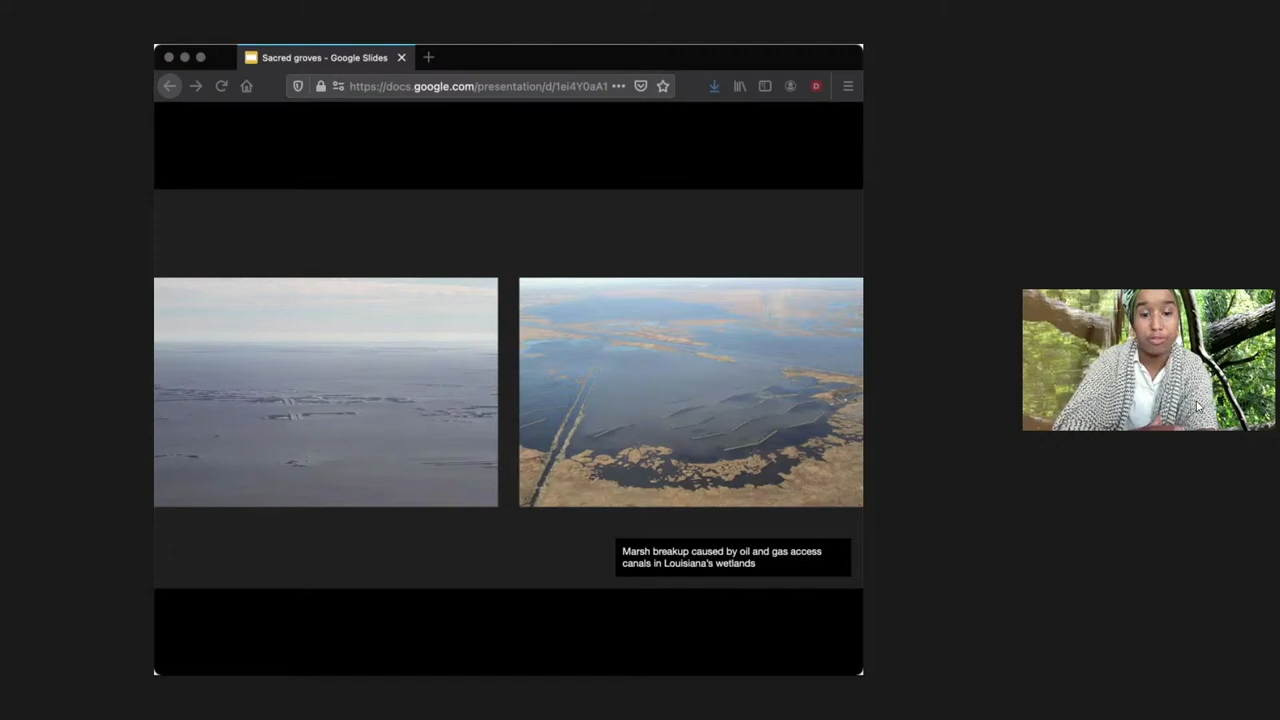 Sacred groves - Google Slides
https://docs.google.com/presentation/d/1ei4Y0aA1
D
Marsh breakup caused by oil and gas access
canals in Louisiana's wetlands